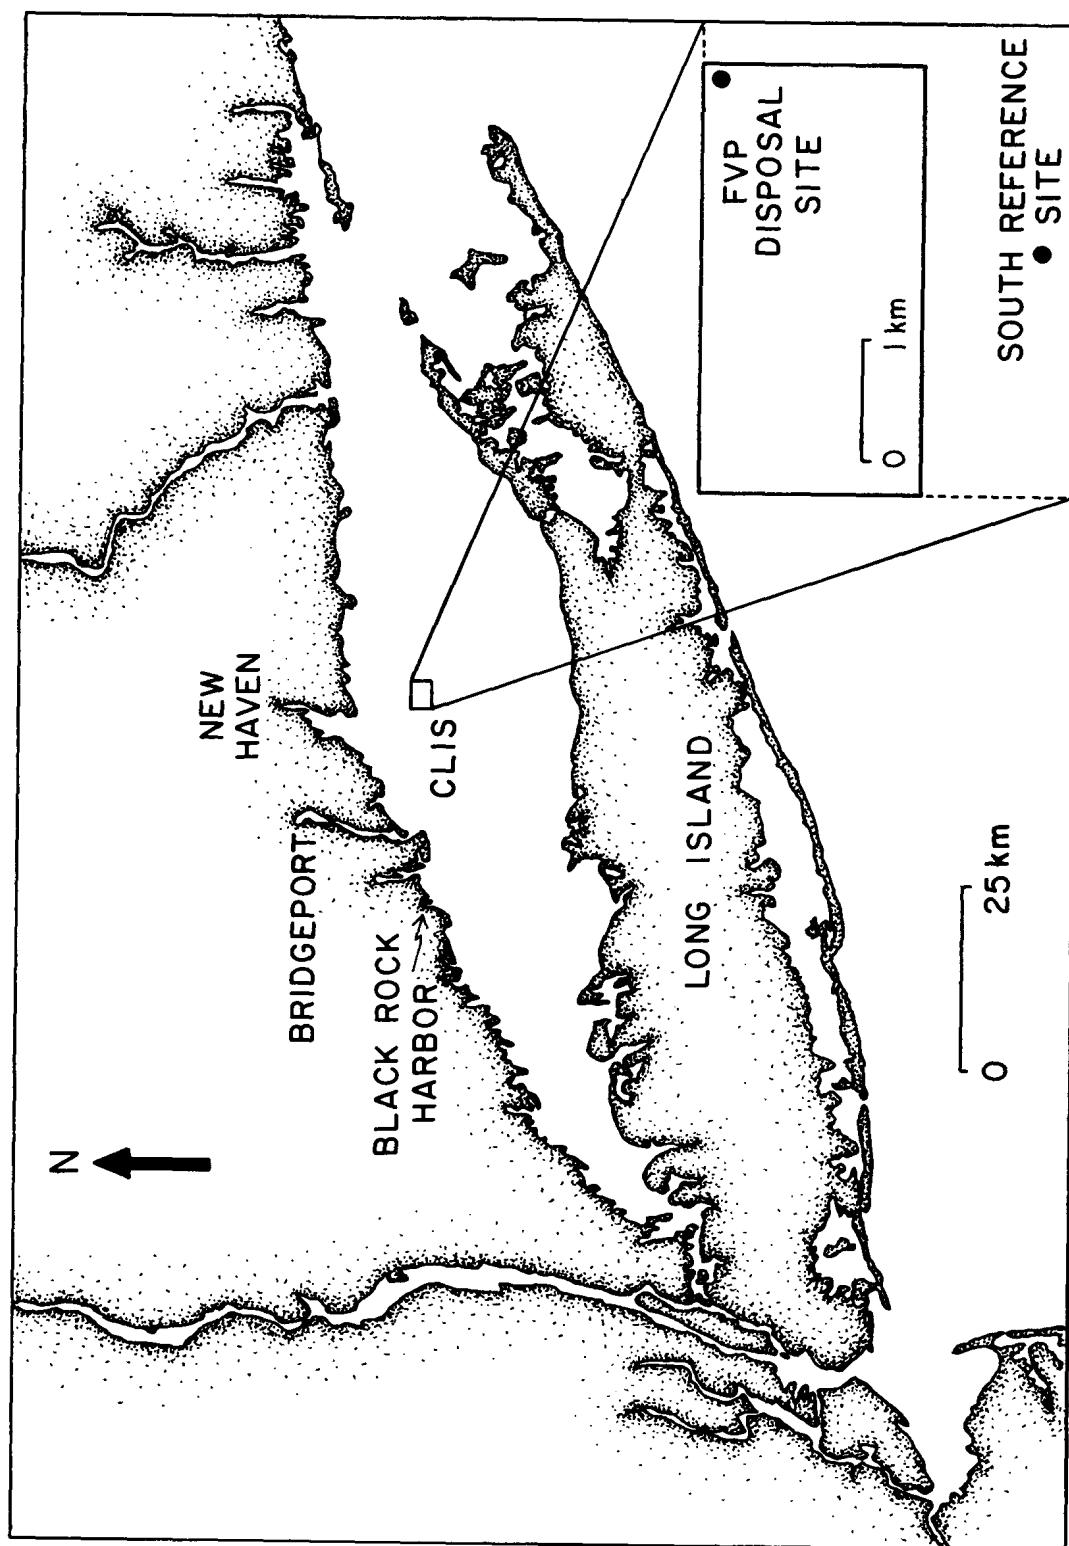 N
NEW
HAVEN
BRIDGEPORT
BLACK ROCK
HARBOR
CLIS
LONG ISLAND
0 25 km
FVP
DISPOSAL
SITE
0 1 km
SOUTH REFERENCE
SITE